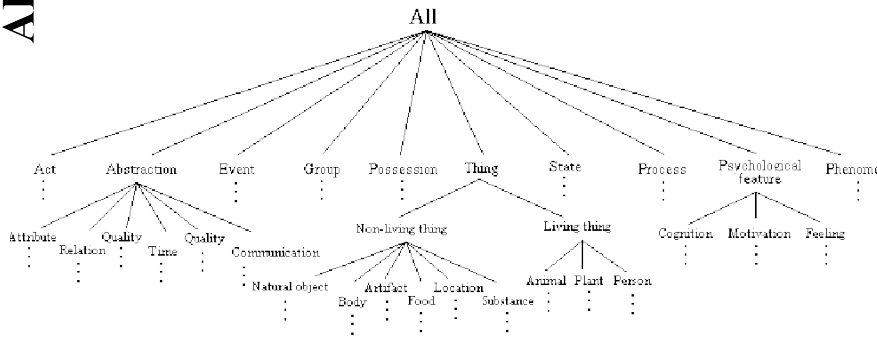 All
Act
Abstraction
Event
Group
Possession
Thing
State
Process
Psychological
feature
Attribute
Relation
Quality
Time
Quality
Communication
Non-living thing
Living thing
Cognition
Motivation
Feeling
Natural object
Body
Artifact
Food
Location
Substance
Animal
Plant
Person